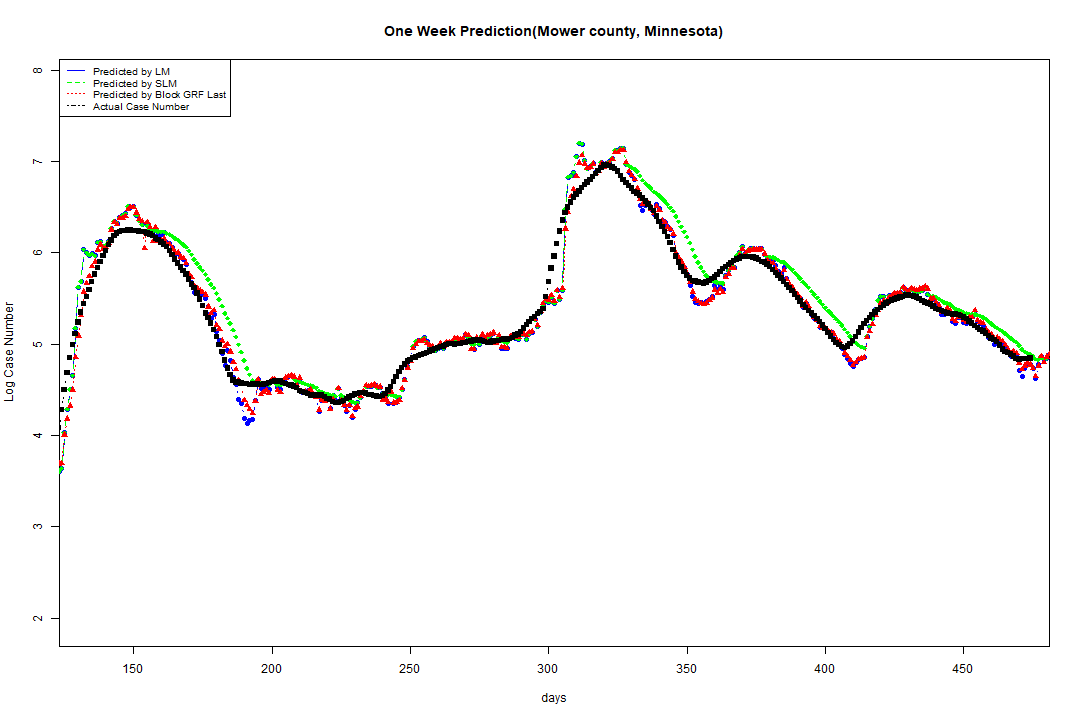 One Week Prediction(Mower county, Minnesota)
Predicted by LM
Predicted by SLM
Predicted by Block GRF Last
Actual Case Number
8
7
6
5
4
3
2
Log Case Number
150 200 250 300 350 400 450
days